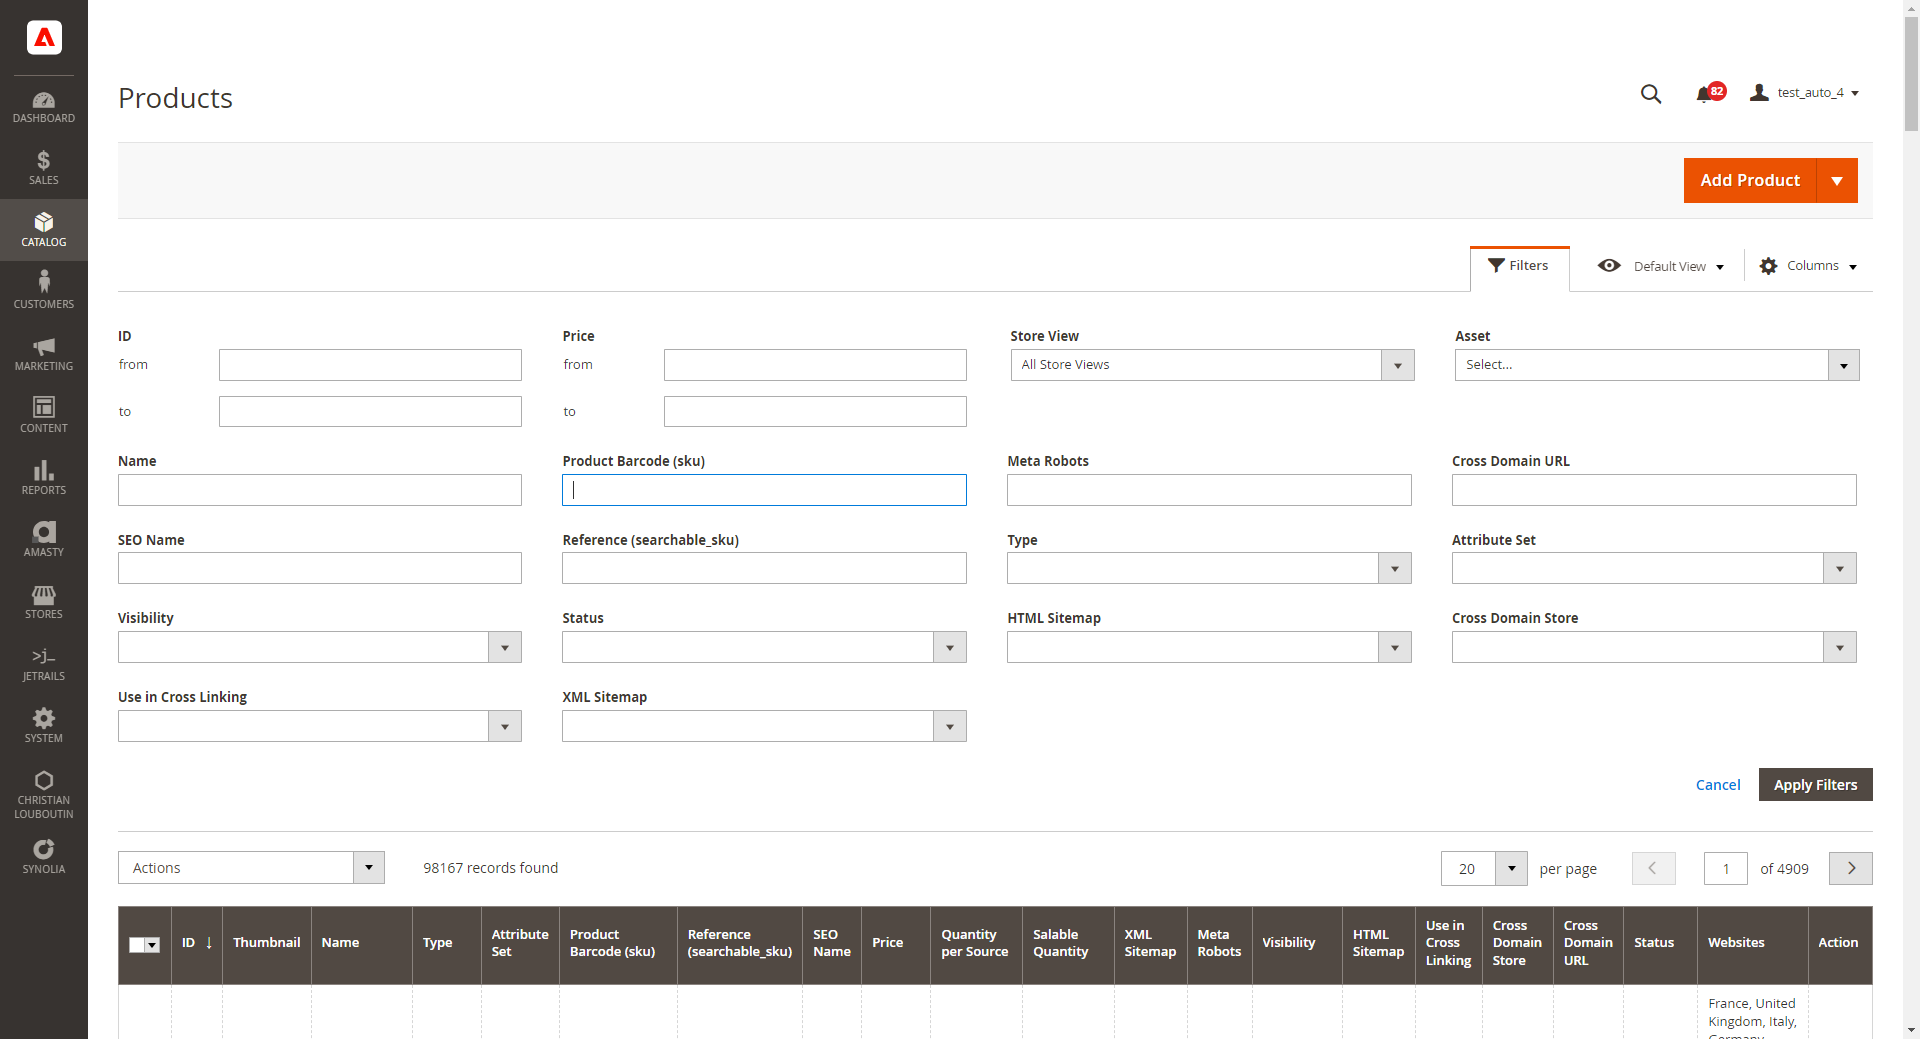 Products
82
test_auto_4
DASHBOARD
SALES
CATALOG
CUSTOMERS
MARKETING
CONTENT
REPORTS
AMASTY
STORES
>j_
JETRAILS
SYSTEM
CHRISTIAN
LOUBOUTIN
SYNOLIA
Add Product
Filters
Default View
Columns
ID
Price
Store View
Asset
from
from
All Store Views
Select...
to
to
Name
Product Barcode (sku)
Meta Robots
Cross Domain URL
SEO Name
Reference (searchable_sku)
Type
Attribute Set
Visibility
Status
HTML Sitemap
Cross Domain Store
Use in Cross Linking
XML Sitemap
Cancel
Apply Filters
Actions
98167 records found
20
per page
1
of 4909
ID ↓
Thumbnail
Name
Type
Attribute
Set
Product
Barcode (sku)
Reference
(searchable_sku)
SEO
Name
Price
Quantity
per Source
Salable
Quantity
XML
Sitemap
Meta
Robots
Visibility
HTML
Sitemap
Use in
Cross
Linking
Cross
Domain
Store
Cross
Domain
URL
Status
Websites
Action
France, United
Kingdom, Italy,
Germany